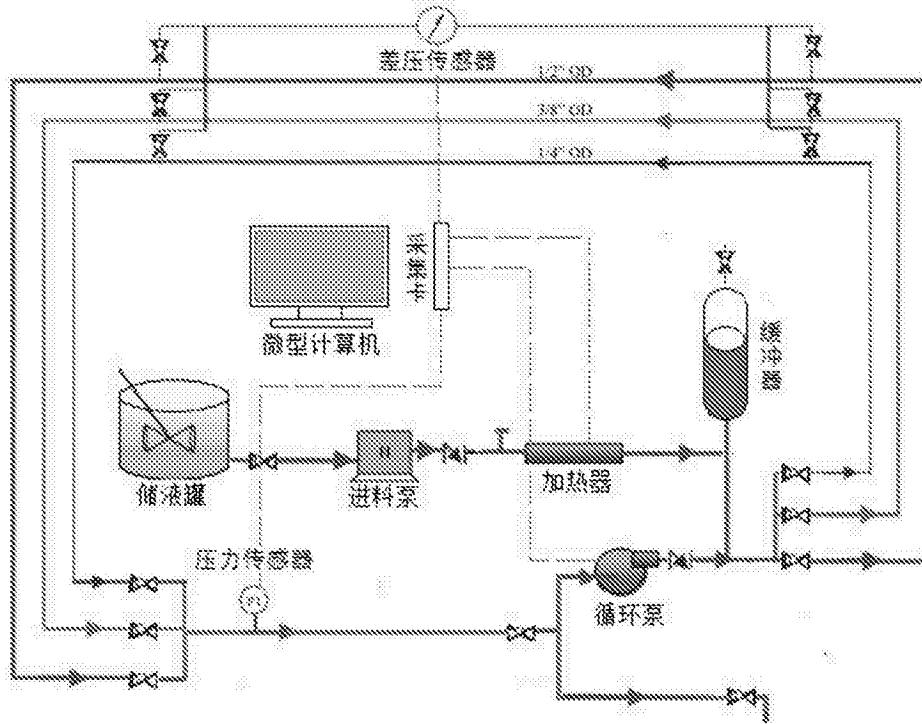 差压传感器
1/2" OD
3/8" OD
1/4" OD
采集卡
微型计算机
缓冲器
储液罐
进料泵
加热器
压力传感器
循环泵